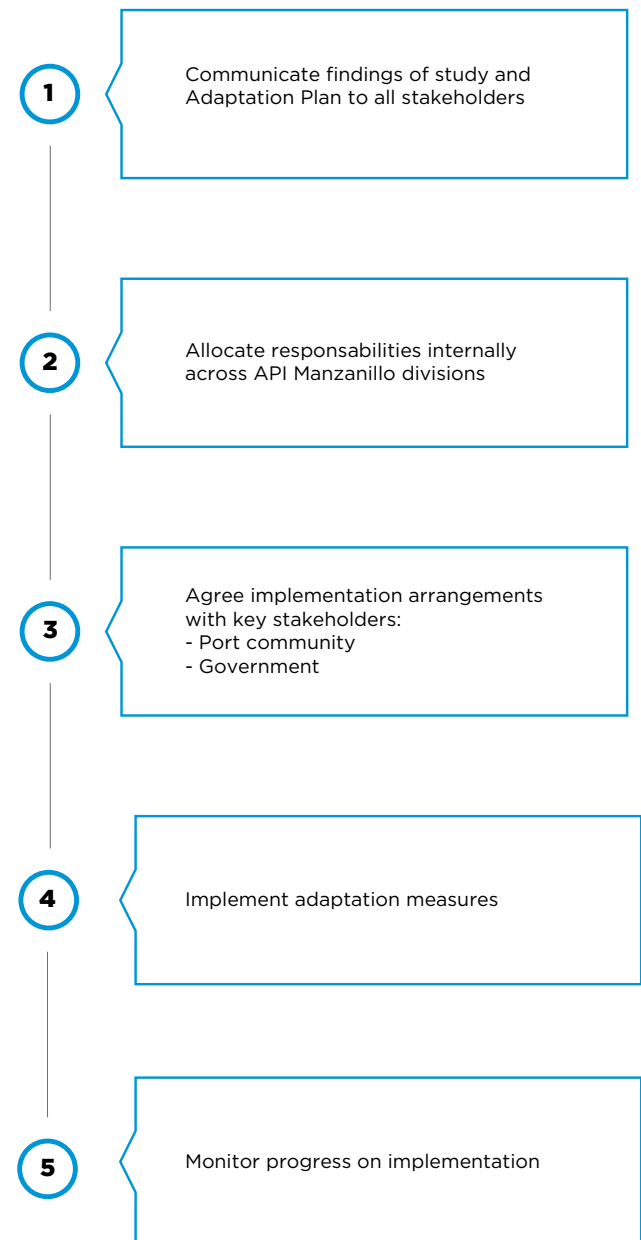 1
Communicate findings of study and
Adaptation Plan to all stakeholders
2
Allocate responsabilities internally
across API Manzanillo divisions
3
Agree implementation arrangements
with key stakeholders:
- Port community
- Government
4
Implement adaptation measures
5
Monitor progress on implementation